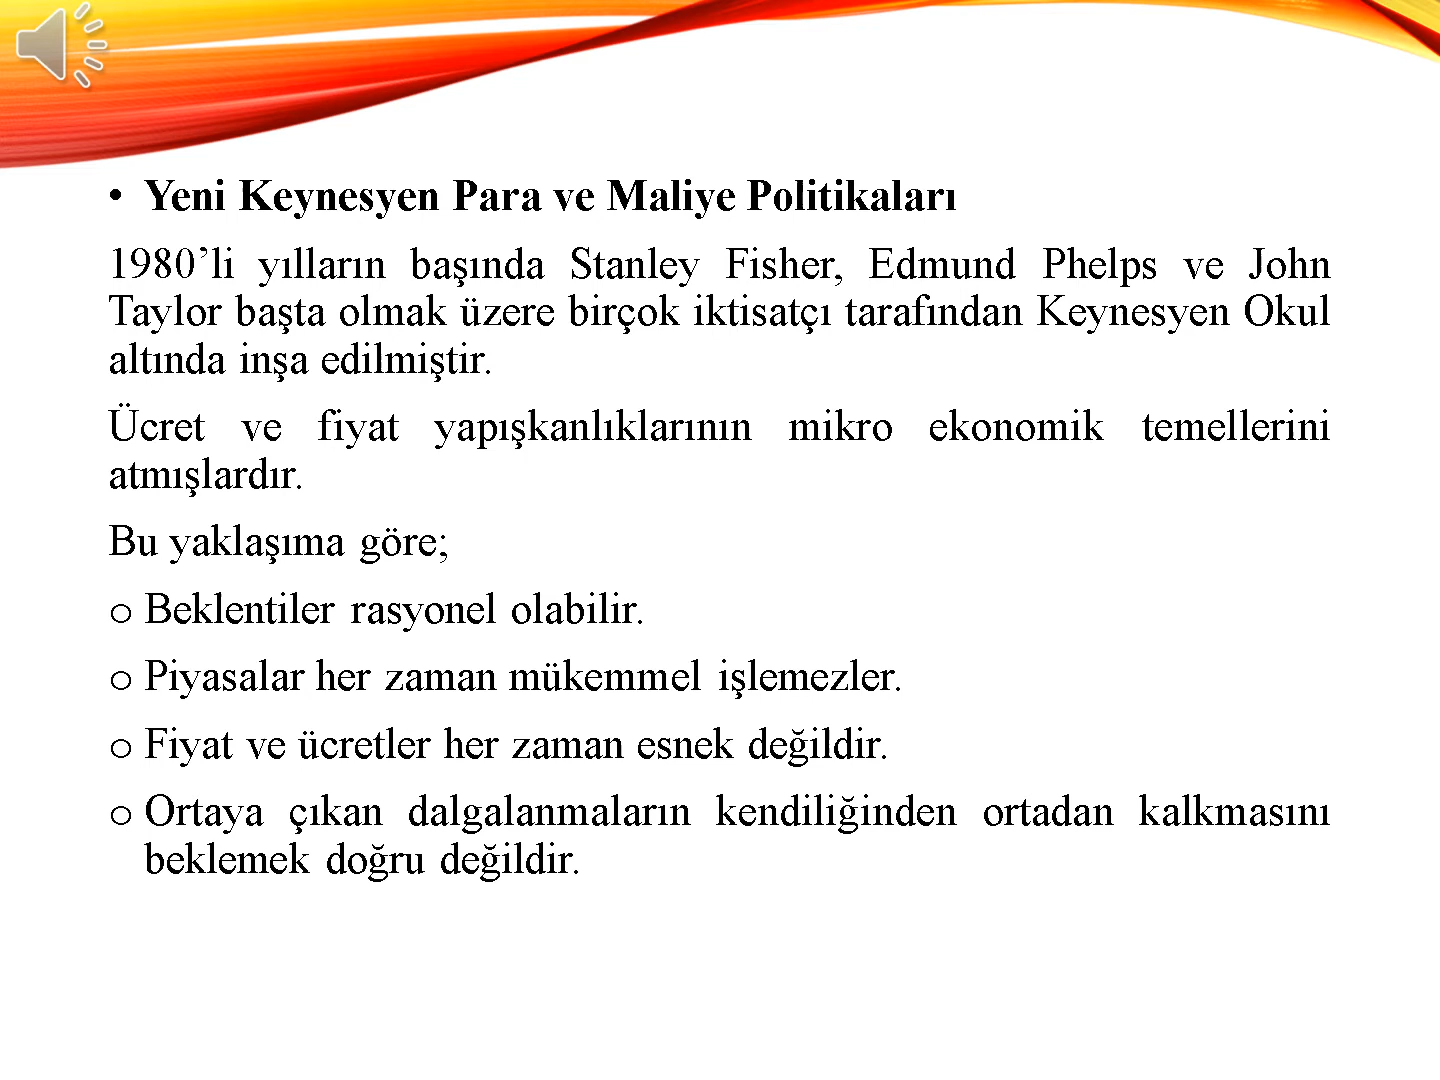 • Yeni Keynesyen Para ve Maliye Politikaları
1980’li yılların başında Stanley Fisher, Edmund Phelps ve John
Taylor başta olmak üzere birçok iktisatçı tarafından Keynesyen Okul
altında inşa edilmiştir.
Ücret ve fiyat yapışkanlıklarının mikro ekonomik temellerini
atmışlardır.
Bu yaklaşıma göre;
o Beklentiler rasyonel olabilir.
o Piyasalar her zaman mükemmel işlemezler.
o Fiyat ve ücretler her zaman esnek değildir.
o Ortaya çıkan dalgalanmaların kendiliğinden ortadan kalkmasını
beklemek doğru değildir.